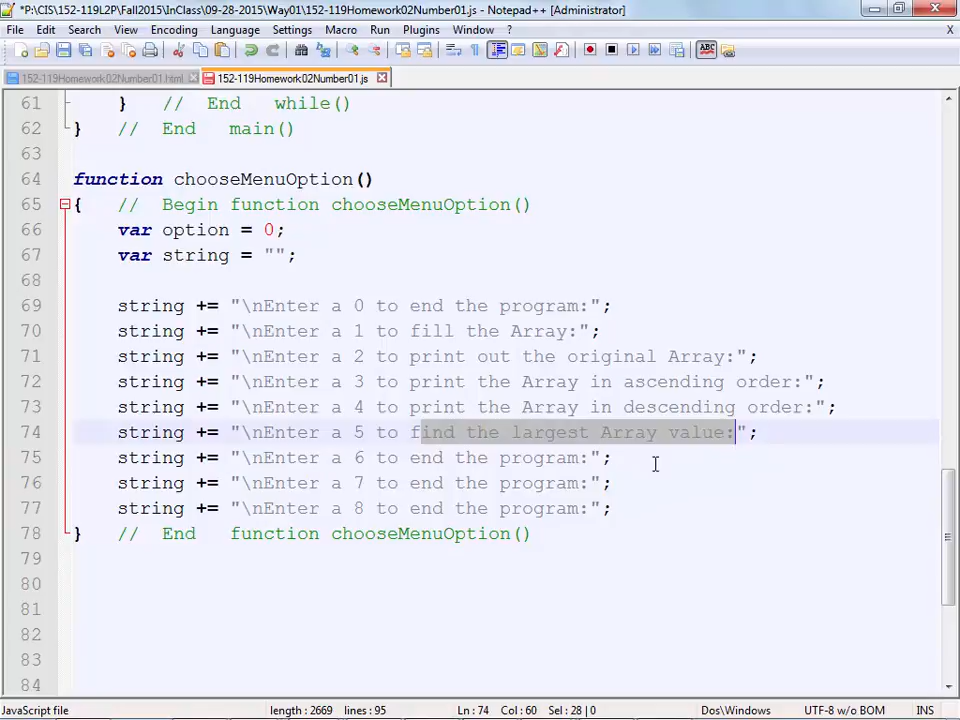 *P:\CIS\152-119L2P\Fall2015\InClass\09-28-2015\Way01\152-119Homework02Number01.js - Notepad++ [Administrator]
File Edit Search View Encoding Language Settings Macro Run Plugins Window ? X
152-119Homework02Number01.html 152-119Homework02Number01.js
61 } // End while()
62 } // End main()
63
64 function chooseMenuOption()
65 { // Begin function chooseMenuOption()
66 var option = 0;
67 var string = "";
68
69 string += "\nEnter a 0 to end the program:";
70 string += "\nEnter a 1 to fill the Array:";
71 string += "\nEnter a 2 to print out the original Array:";
72 string += "\nEnter a 3 to print the Array in ascending order:";
73 string += "\nEnter a 4 to print the Array in descending order:";
74 string += "\nEnter a 5 to find the largest Array value:";
75 string += "\nEnter a 6 to end the program:";
76 string += "\nEnter a 7 to end the program:";
77 string += "\nEnter a 8 to end the program:";
78 } // End function chooseMenuOption()
79
80
81
82
83
84
JavaScript file length : 2669 lines : 95 Ln : 74 Col : 60 Sel : 28 | 0 Dos\Windows UTF-8 w/o BOM INS